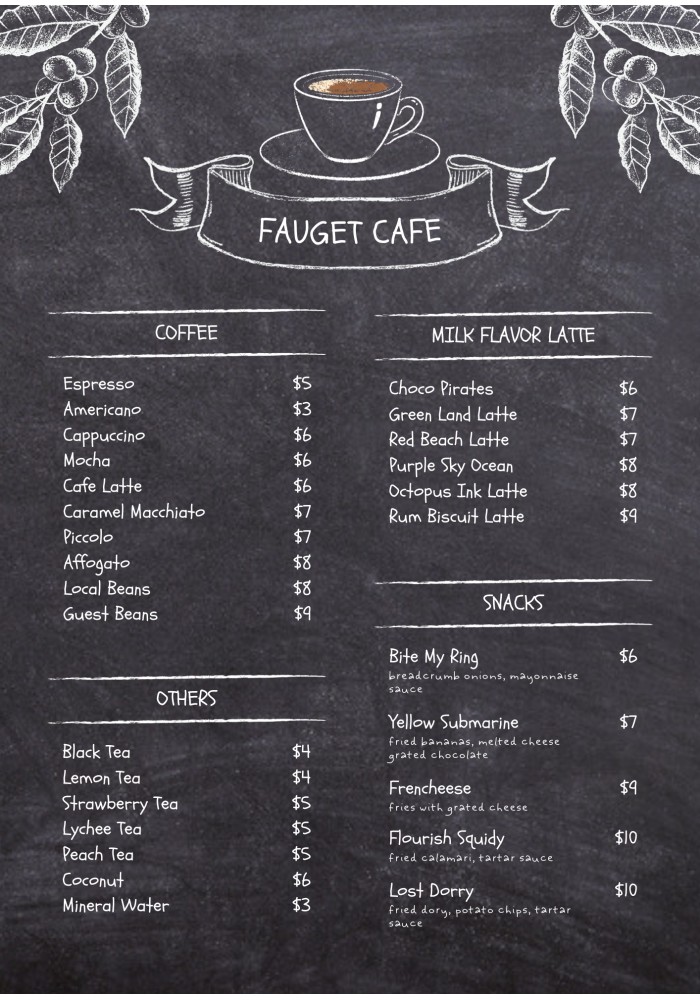 FAUGET CAFE
COFFEE
Espresso $5
Americano $3
Cappuccino $6
Mocha $6
Cafe Latte $6
Caramel Macchiato $7
Piccolo $7
Affogato $8
Local Beans $8
Guest Beans $9
OTHERS
Black Tea $4
Lemon Tea $4
Strawberry Tea $5
Lychee Tea $5
Peach Tea $5
Coconut $6
Mineral Water $3
MILK FLAVOR LATTE
Choco Pirates $6
Green Land Latte $7
Red Beach Latte $7
Purple Sky Ocean $8
Octopus Ink Latte $8
Rum Biscuit Latte $9
SNACKS
Bite My Ring $6
breadcrumb onions, mayonnaise
sauce
Yellow Submarine $7
fried bananas, melted cheese
grated chocolate
Frencheese $9
fries with grated cheese
Flourish Squidy $10
fried calamari, tartar sauce
Lost Dorry $10
fried dory, potato chips, tartar
sauce